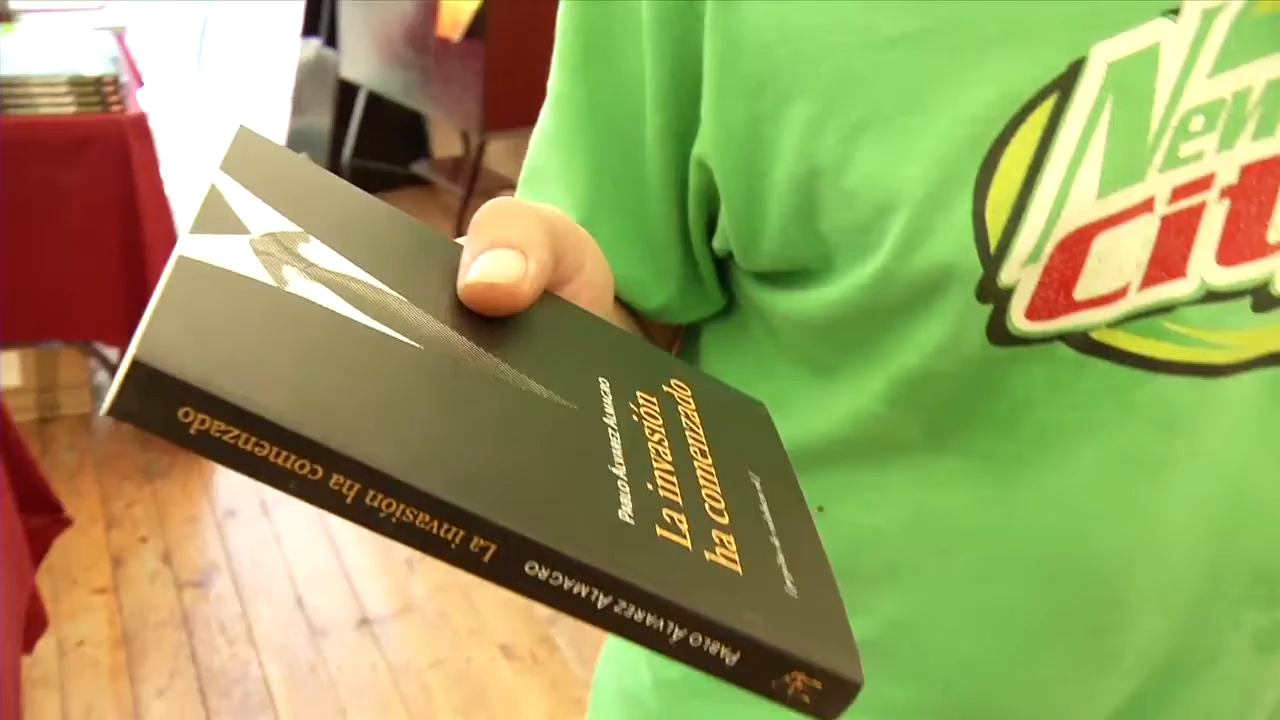 PABLO ÁLVAREZ ALMAGRO
La invasión
ha comenzado
La invasión ha comenzado
PABLO ÁLVAREZ ALMAGRO
New
Cit